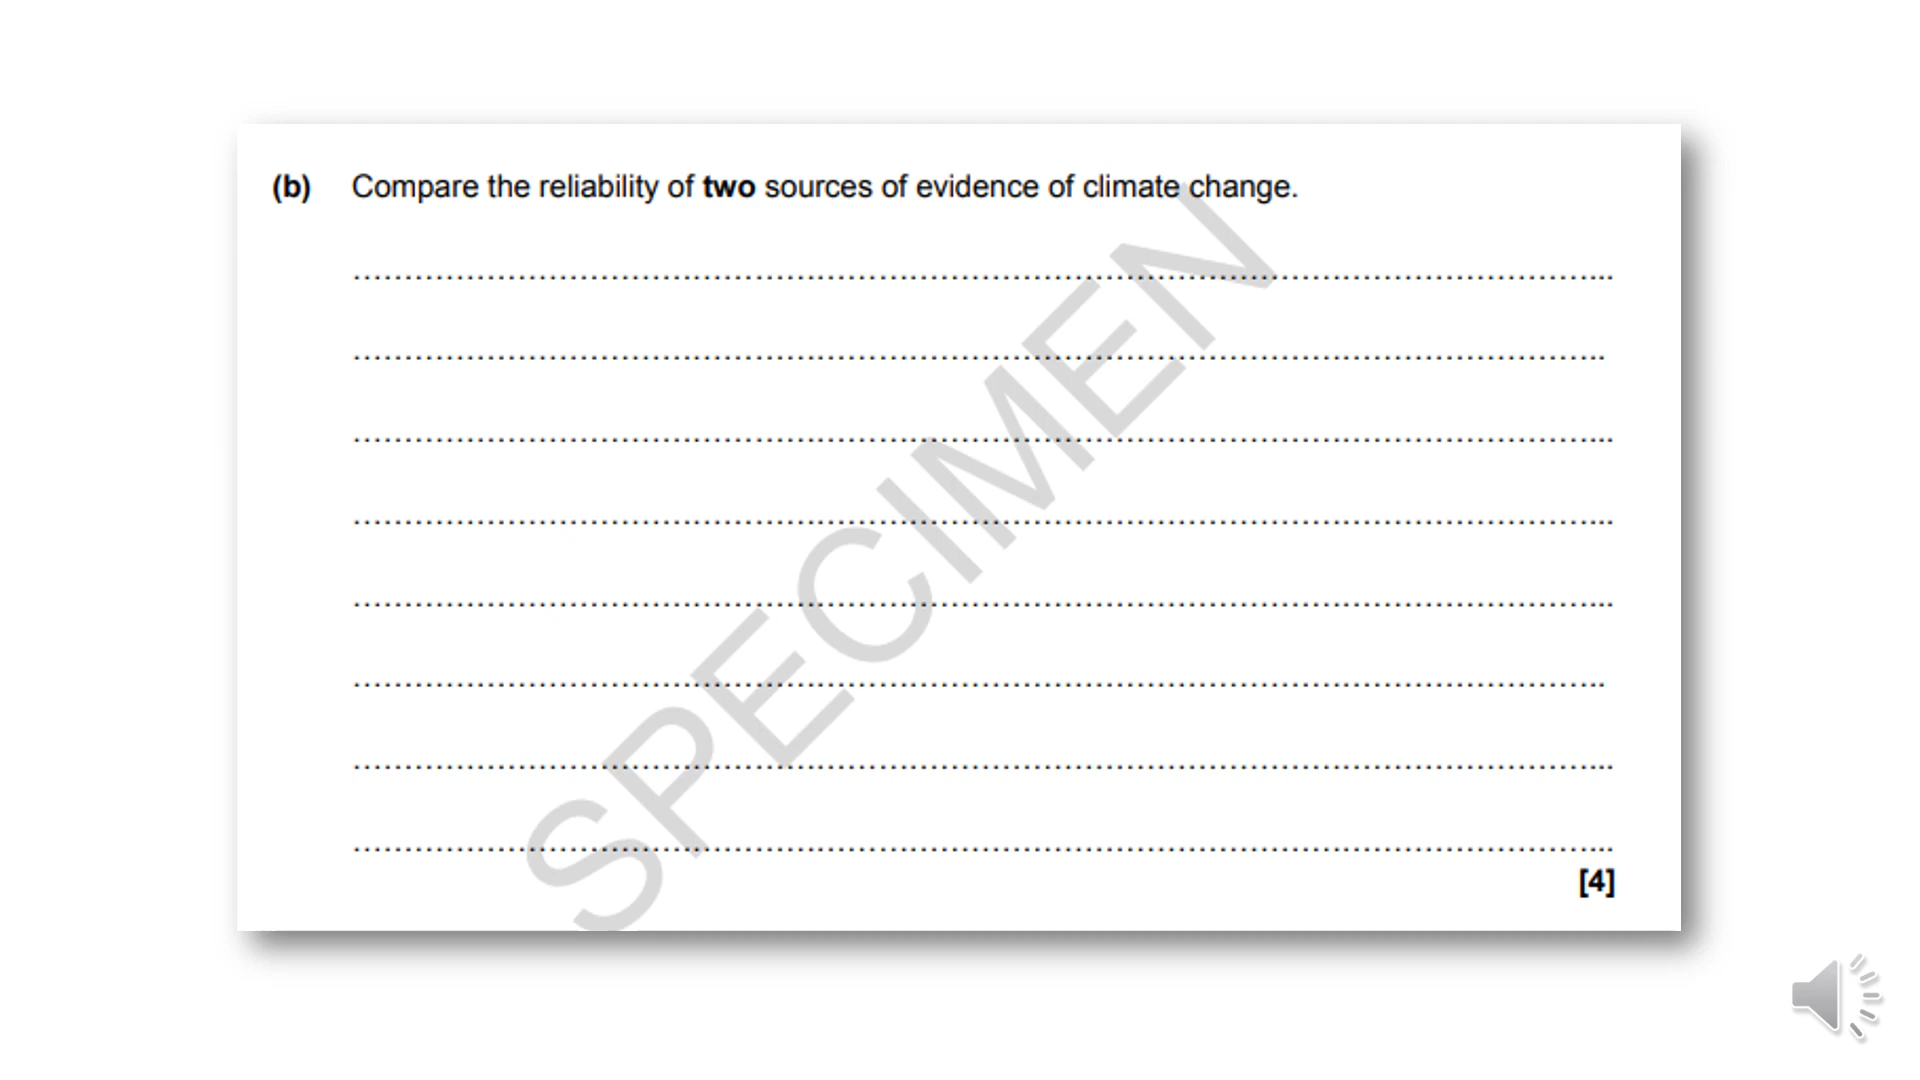 (b) Compare the reliability of two sources of evidence of climate change.
[4]
SPECIMEN